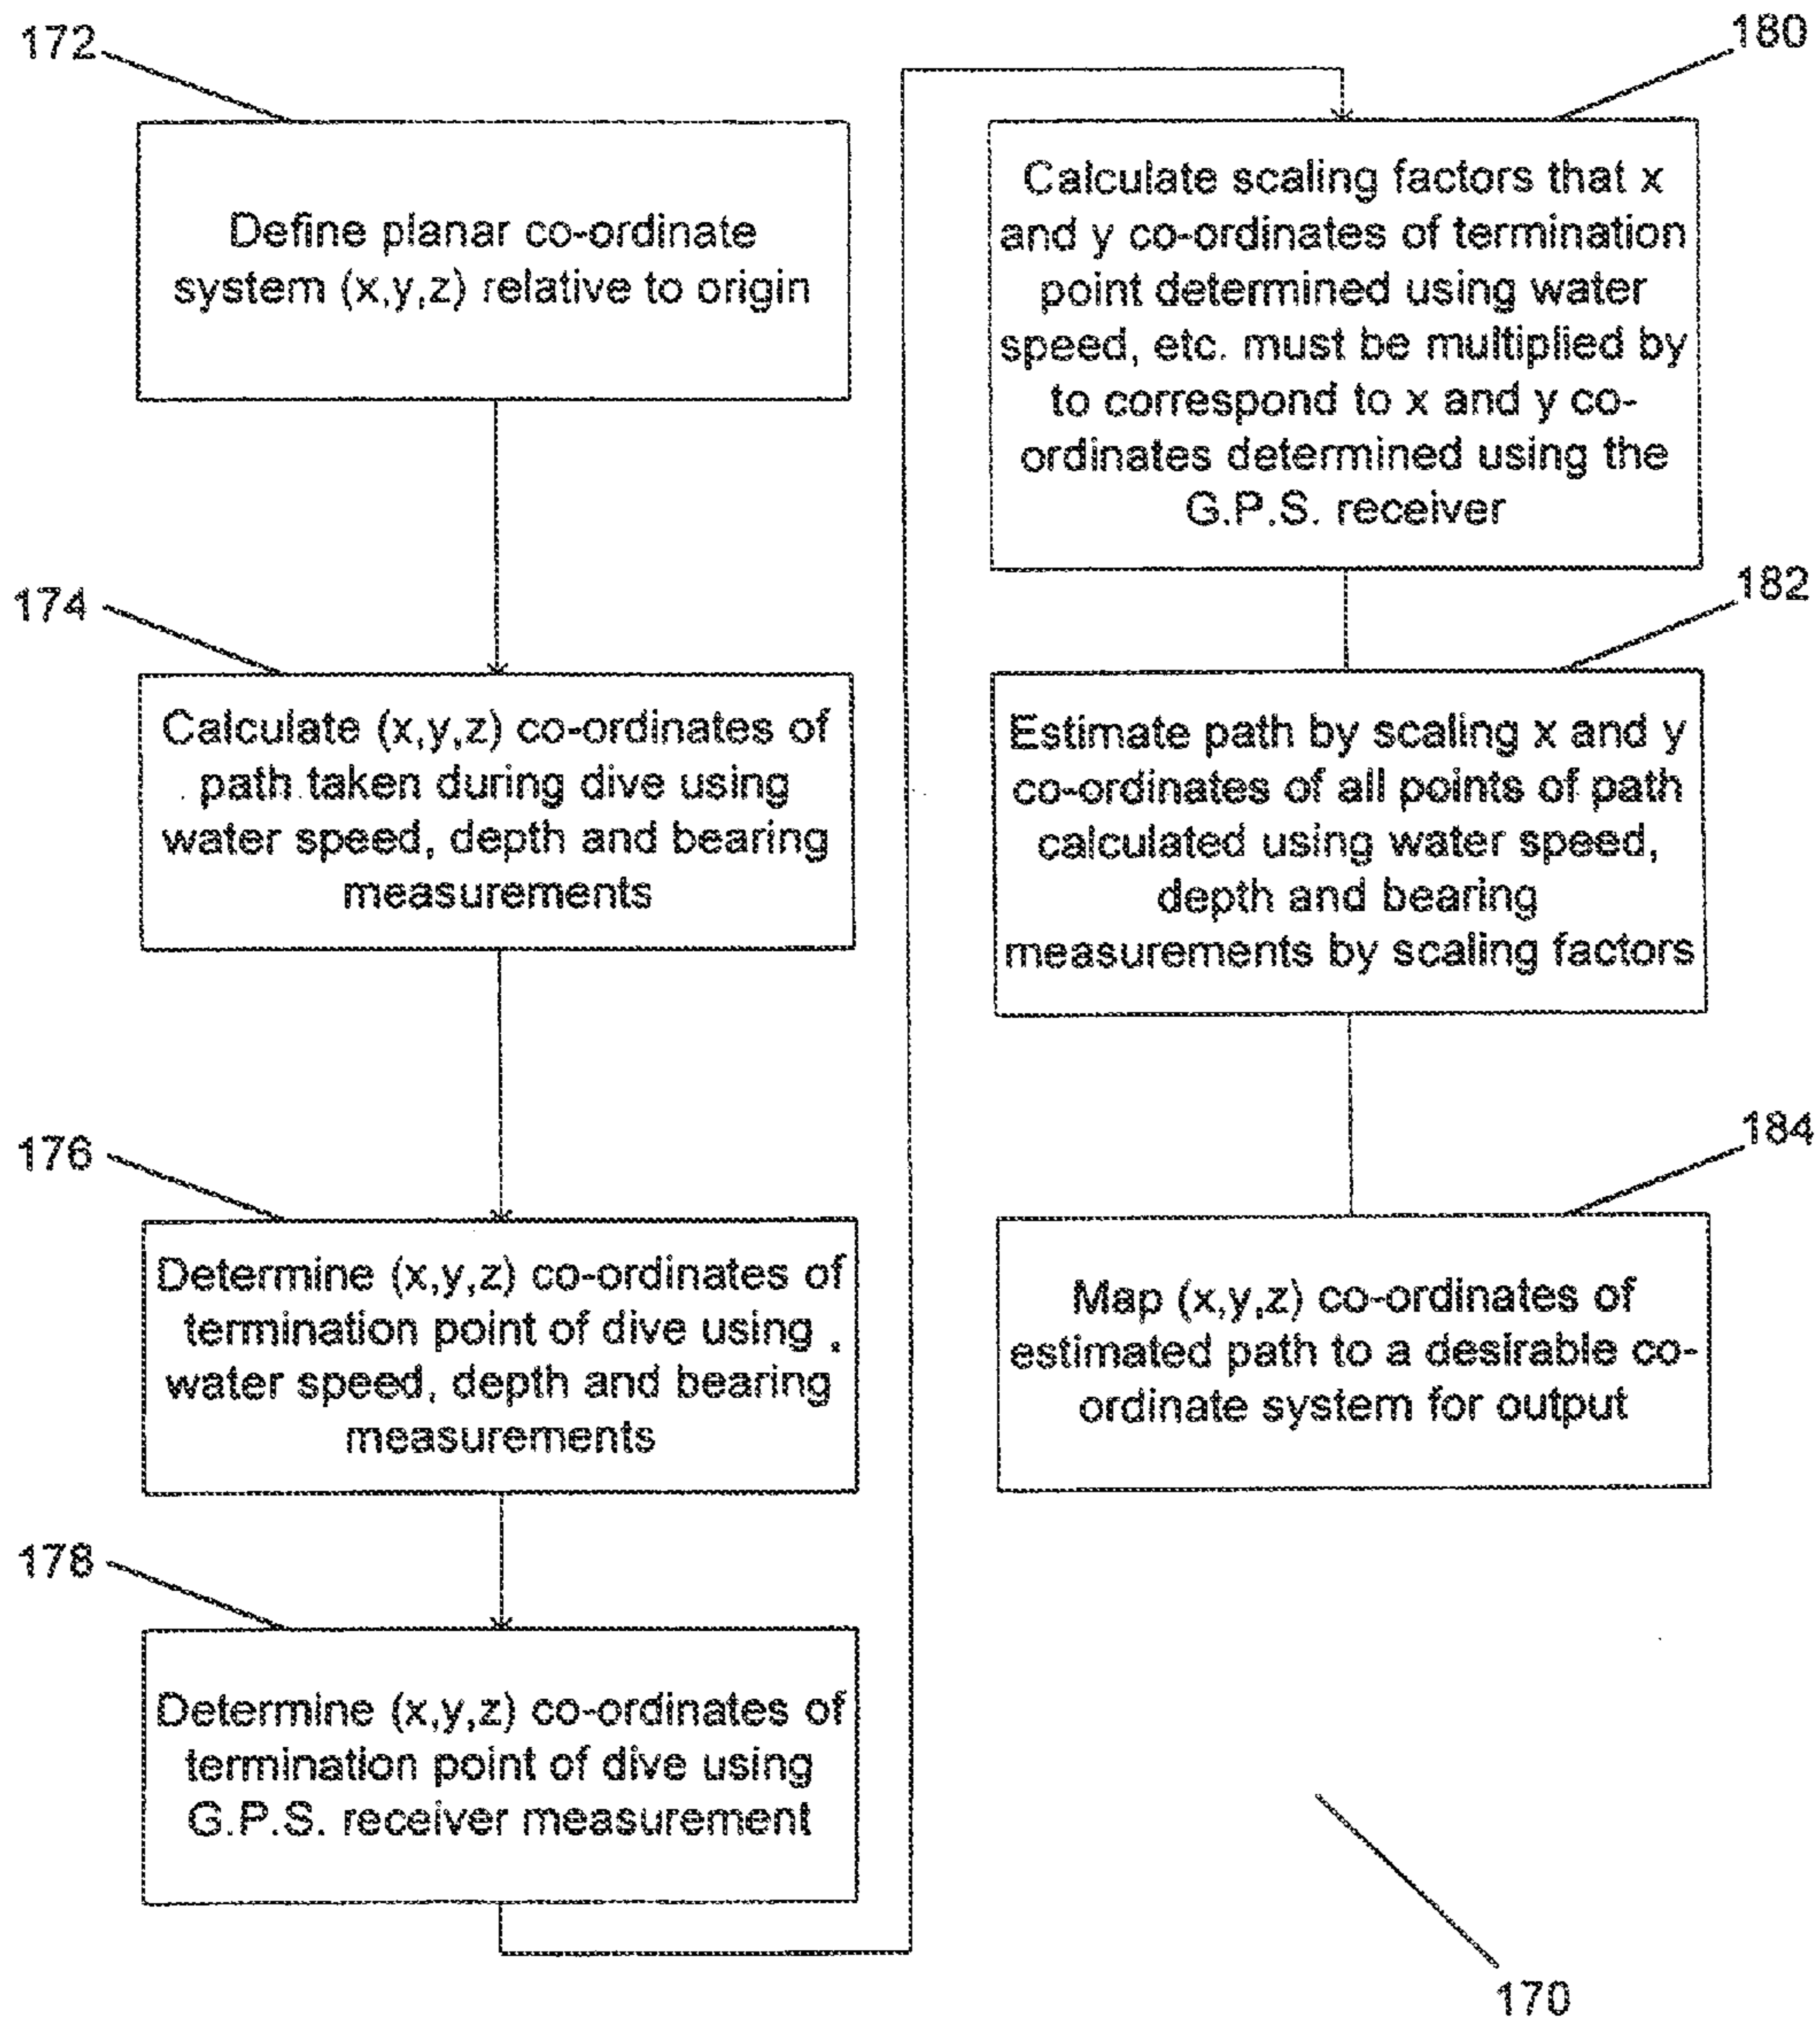 172
Define planar co-ordinate
system (x,y,z) relative to origin
174
Calculate (x,y,z) co-ordinates of
path taken during dive using
water speed, depth and bearing
measurements
176
Determine (x,y,z) co-ordinates of
termination point of dive using
water speed, depth and bearing
measurements
178
Determine (x,y,z) co-ordinates of
termination point of dive using
G.P.S. receiver measurement
180
Calculate scaling factors that x
and y co-ordinates of termination
point determined using water
speed, etc. must be multiplied by
to correspond to x and y co-
ordinates determined using the
G.P.S. receiver
182
Estimate path by scaling x and y
co-ordinates of all points of path
calculated using water speed,
depth and bearing
measurements by scaling factors
184
Map (x,y,z) co-ordinates of
estimated path to a desirable co-
ordinate system for output
170